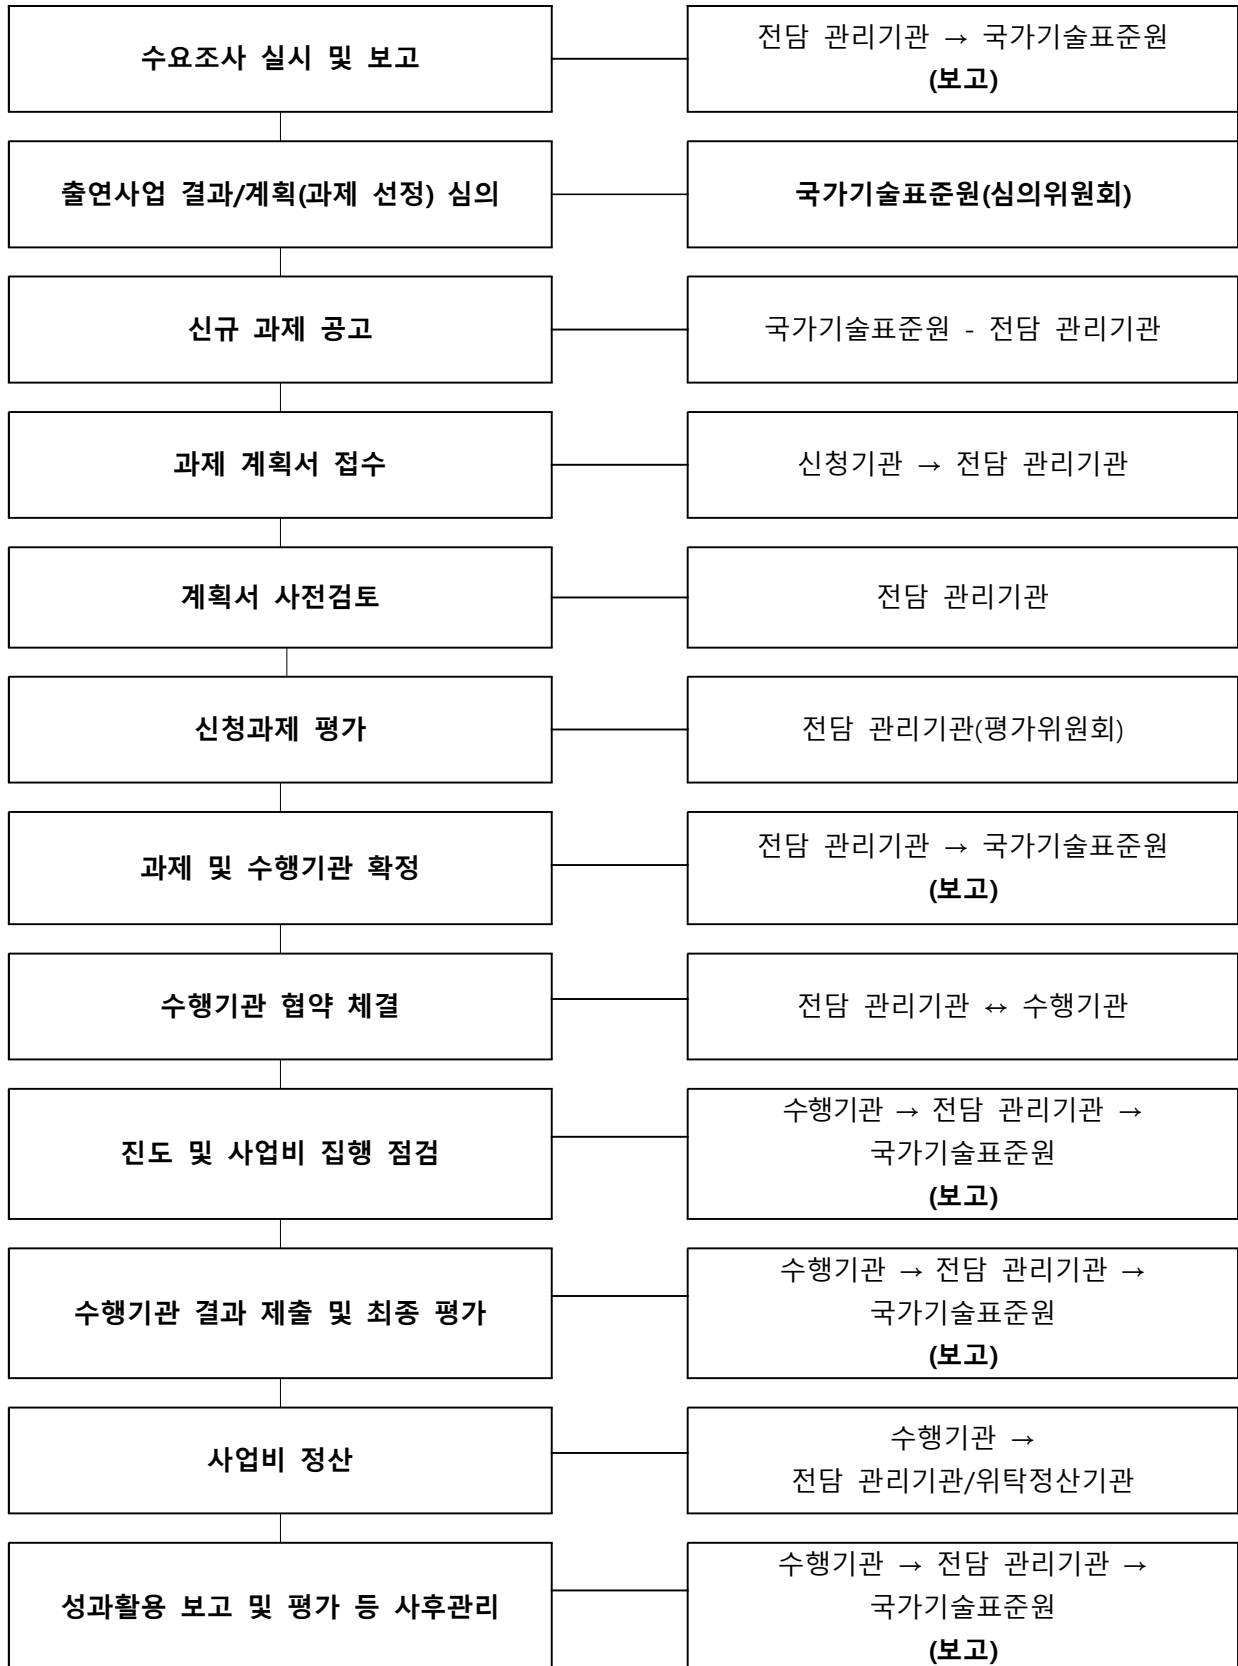 수요조사 실시 및 보고
전담 관리기관 → 국가기술표준원
(보고)
출연사업 결과/계획(과제 선정) 심의
국가기술표준원(심의위원회)
신규 과제 공고
국가기술표준원 - 전담 관리기관
과제 계획서 접수
신청기관 → 전담 관리기관
계획서 사전검토
전담 관리기관
신청과제 평가
전담 관리기관(평가위원회)
과제 및 수행기관 확정
전담 관리기관 → 국가기술표준원
(보고)
수행기관 협약 체결
전담 관리기관 ↔ 수행기관
진도 및 사업비 집행 점검
수행기관 → 전담 관리기관 →
국가기술표준원
(보고)
수행기관 결과 제출 및 최종 평가
수행기관 → 전담 관리기관 →
국가기술표준원
(보고)
사업비 정산
수행기관 →
전담 관리기관/위탁정산기관
성과활용 보고 및 평가 등 사후관리
수행기관 → 전담 관리기관 →
국가기술표준원
(보고)